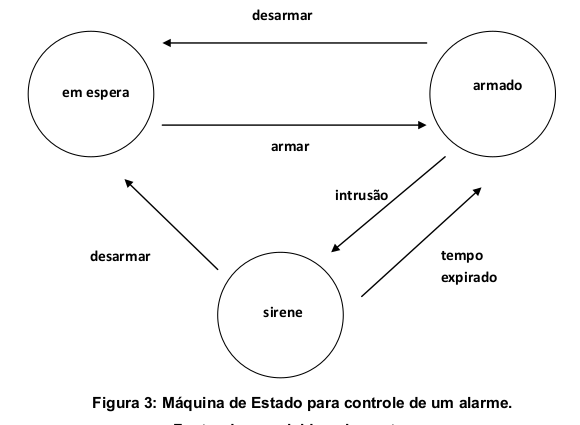 desarmar
em espera
armado
armar
intrusão
desarmar
tempo
expirado
sirene
Figura 3: Máquina de Estado para controle de um alarme.